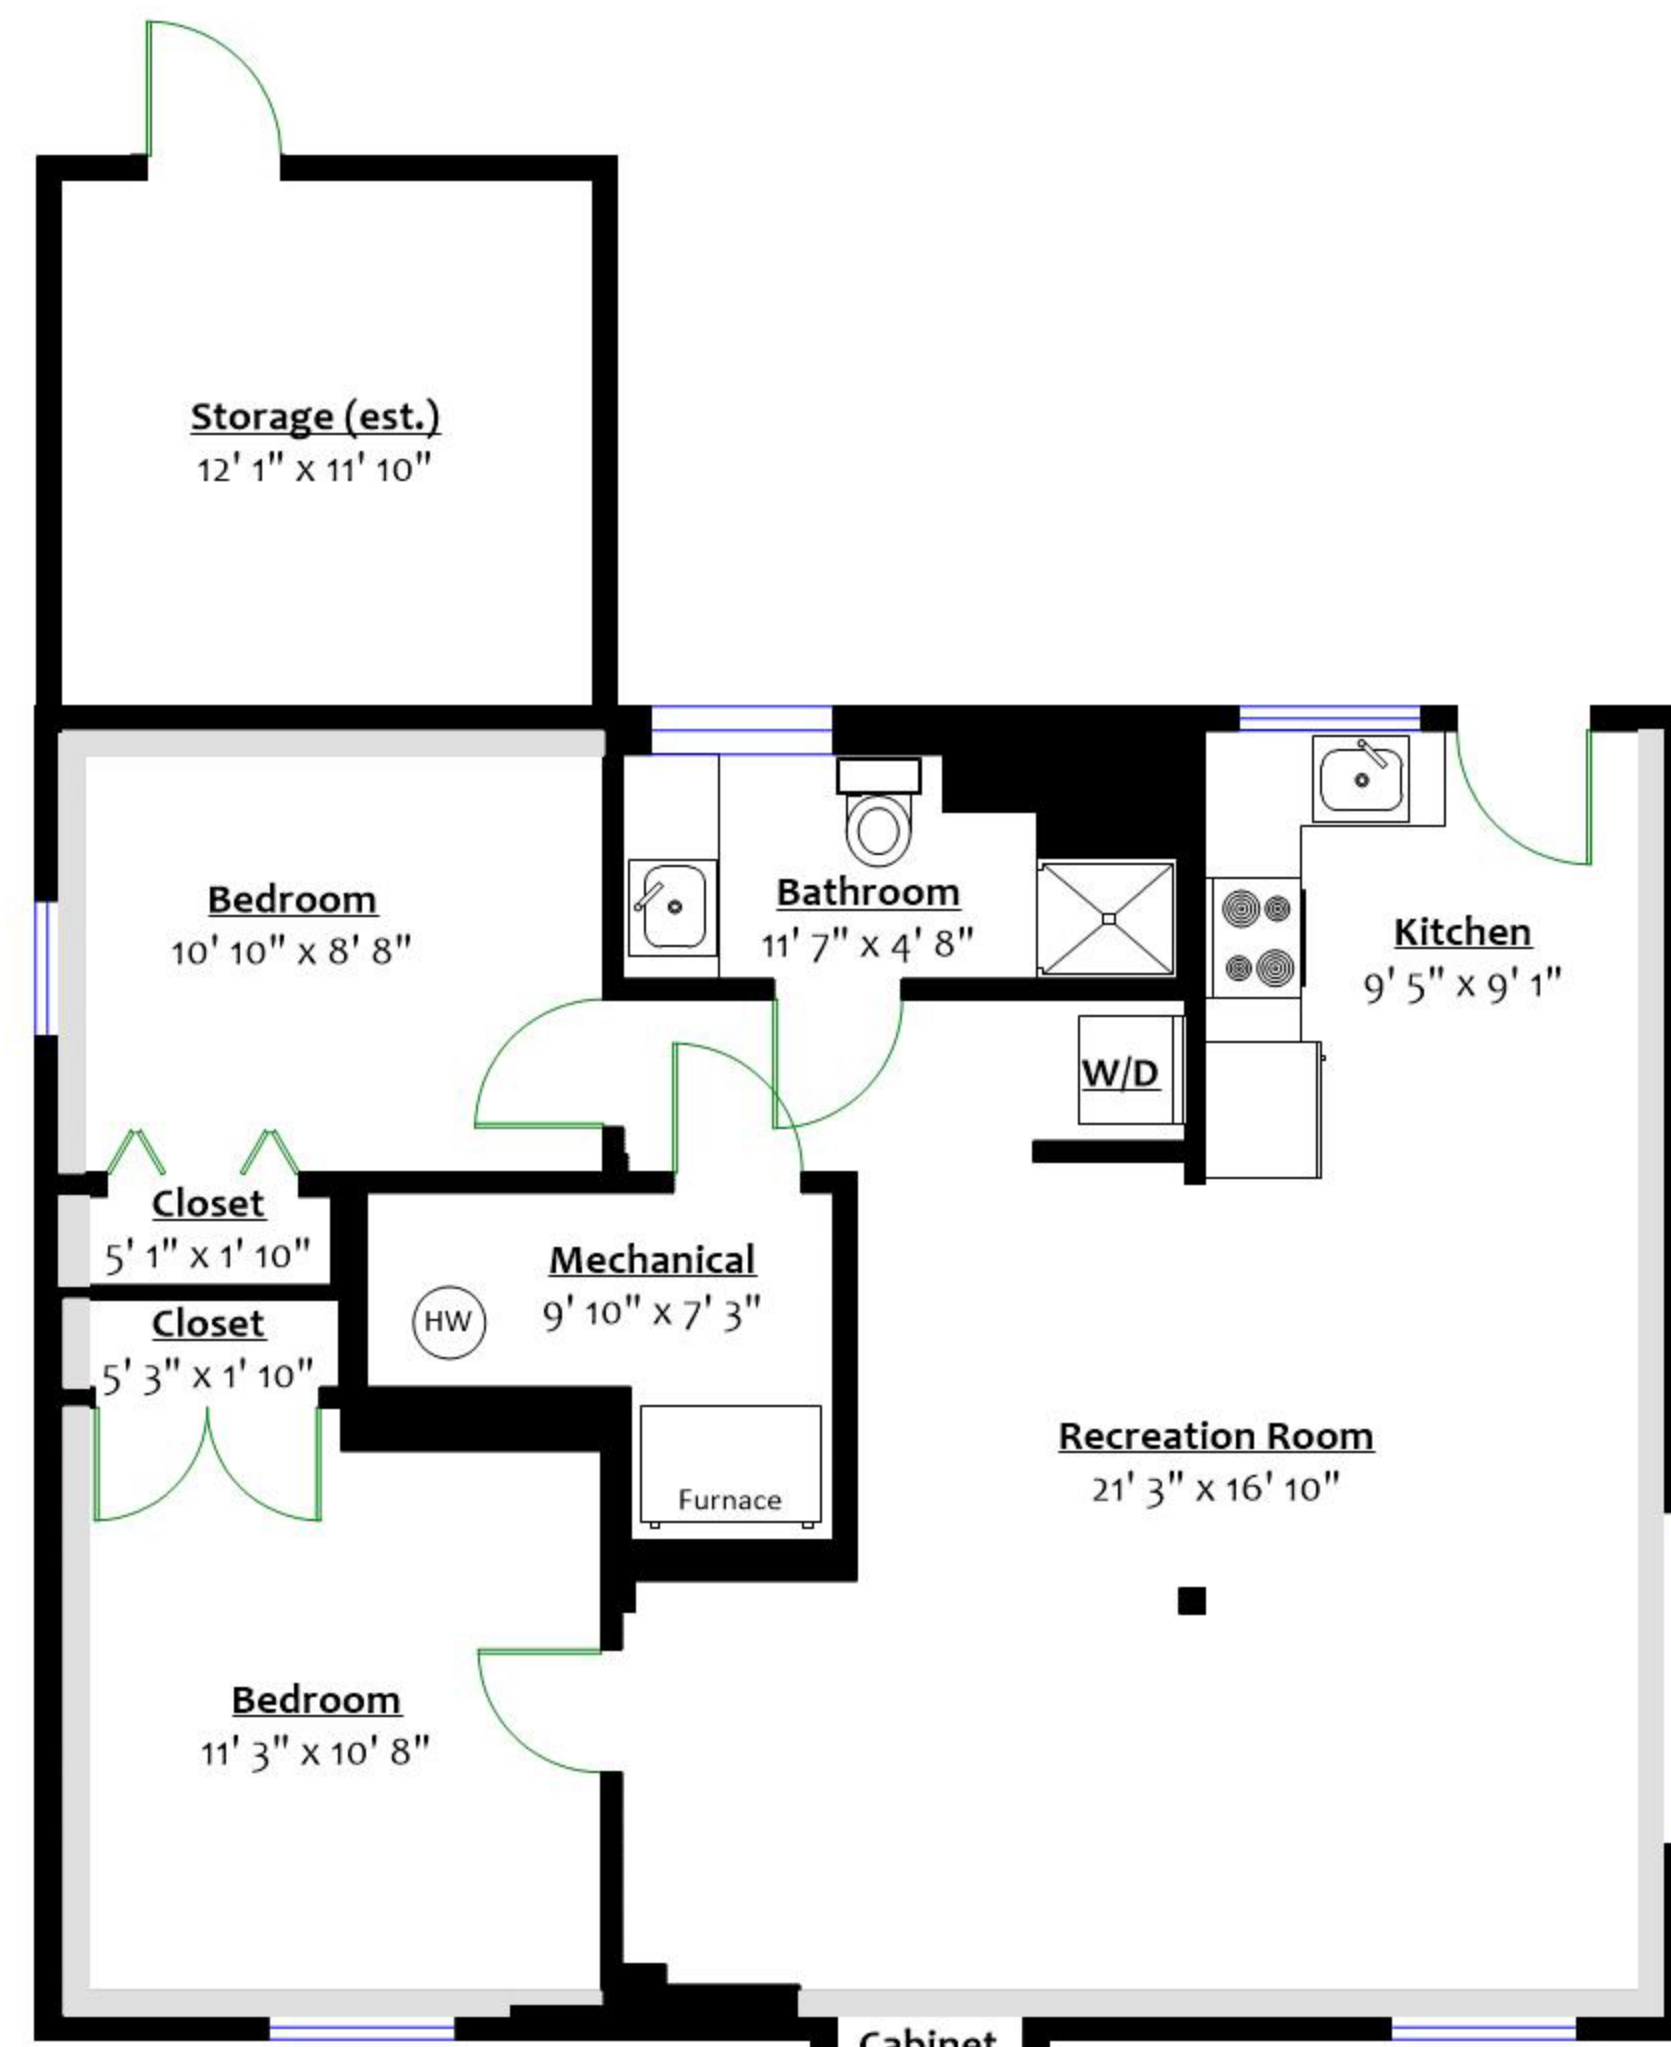 Storage (est.)
12' 1" x 11' 10"
Bedroom
10' 10" x 8' 8"
Bathroom
11' 7" x 4' 8"
Kitchen
9' 5" x 9' 1"
W/D
Closet
5' 1" x 1' 10"
Mechanical
9' 10" x 7' 3"
HW
Closet
5' 3" x 1' 10"
Furnace
Recreation Room
21' 3" x 16' 10"
Bedroom
11' 3" x 10' 8"
Cabinet